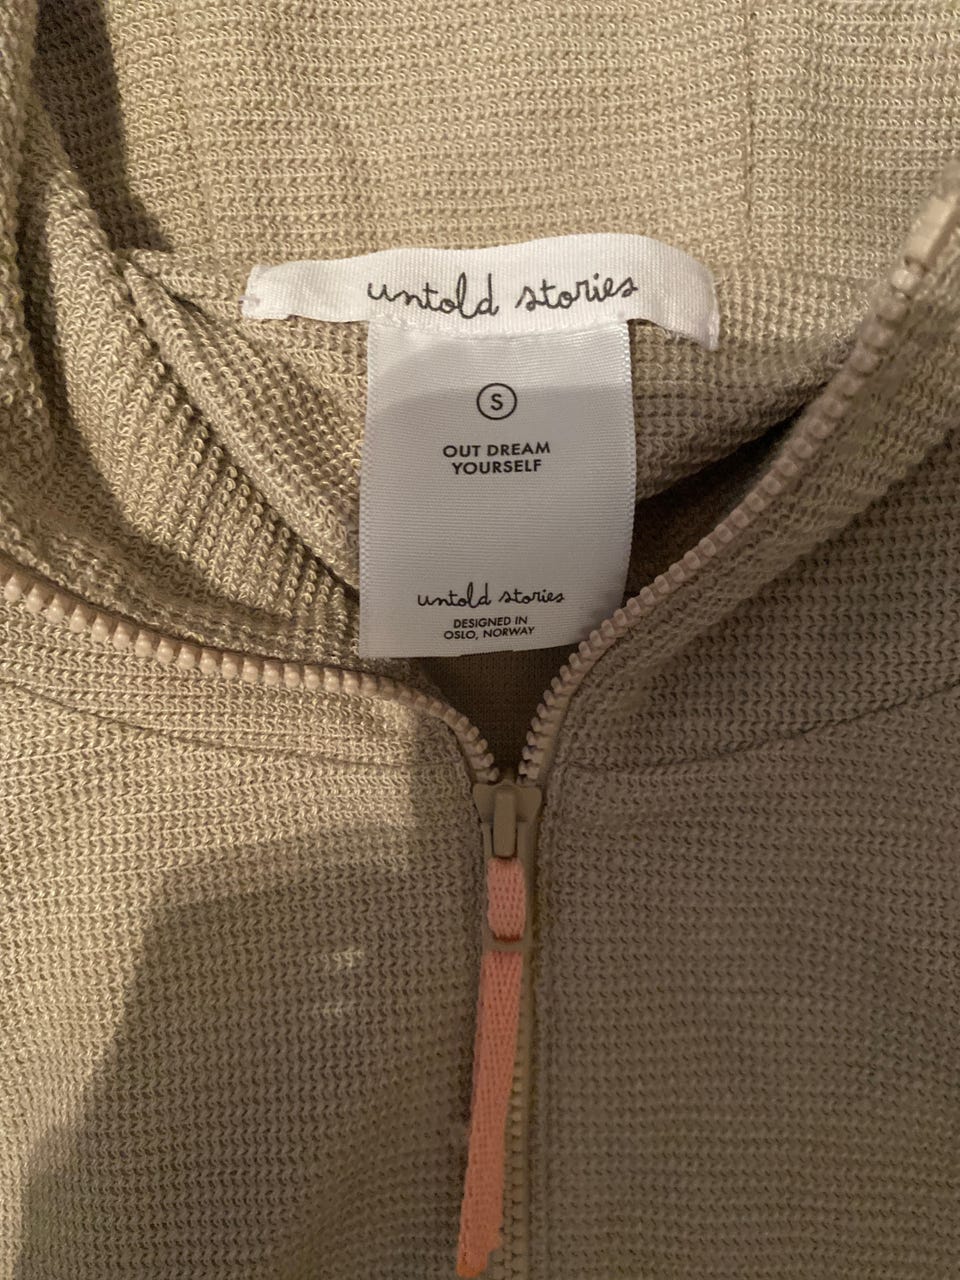 untold stories
S
OUT DREAM
YOURSELF
untold stories
DESIGNED IN
OSLO, NORWAY